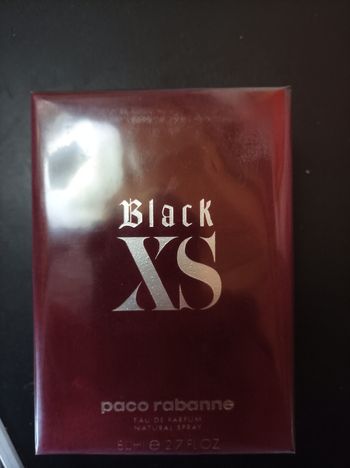 Black
XS
paco rabanne
EAU DE PARFUM
NATURAL SPRAY
80ml e 2.7 FL.OZ